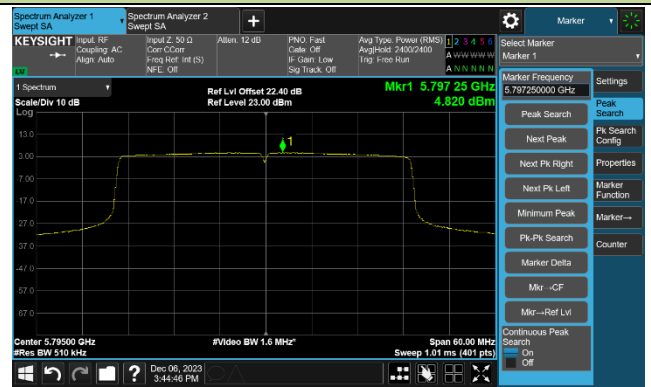 Spectrum Analyzer 1
Swept SA
Spectrum Analyzer 2
Swept SA
+
Marker
KEYSIGHT
Input: RF
Coupling: AC
Align: Auto
Input Z: 50 Ω
Corr CCorr
Freq Ref: Int (S)
NFE: Off
Atten: 12 dB
PNO: Fast
Gate: Off
IF Gain: Low
Sig Track: Off
Avg Type: Power (RMS)
Avg|Hold: 2400/2400
Trig: Free Run
1 2 3 4 5 6
A W W W W W
A N N N N N
Select Marker
Marker 1
1 Spectrum
Scale/Div 10 dB
Log
Ref Lvl Offset 22.40 dB
Ref Level 23.00 dBm
Mkr1 5.797 25 GHz
4.820 dBm
1
13.0
3.00
-7.00
-17.0
-27.0
-37.0
-47.0
-57.0
-67.0
Center 5.79500 GHz
#Res BW 510 kHz
#Video BW 1.6 MHz*
Span 60.00 MHz
Sweep 1.01 ms (401 pts)
Marker Frequency
5.797250000 GHz
Peak Search
Next Peak
Next Pk Right
Next Pk Left
Minimum Peak
Pk-Pk Search
Marker Delta
Mkr→CF
Mkr→Ref Lvl
Continuous Peak
Search
On
Off
Settings
Peak
Search
Pk Search
Config
Properties
Marker
Function
Marker→
Counter
?
Dec 06, 2023
3:44:46 PM